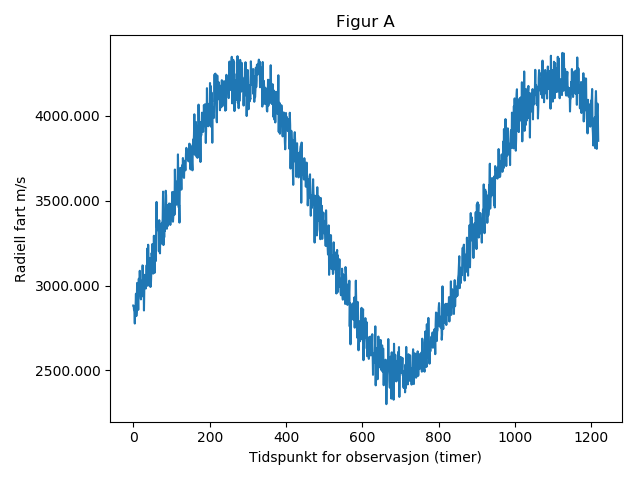 Figur A
4000.000
3500.000
3000.000
2500.000
Radiell fart m/s
0 200 400 600 800 1000 1200
Tidspunkt for observasjon (timer)